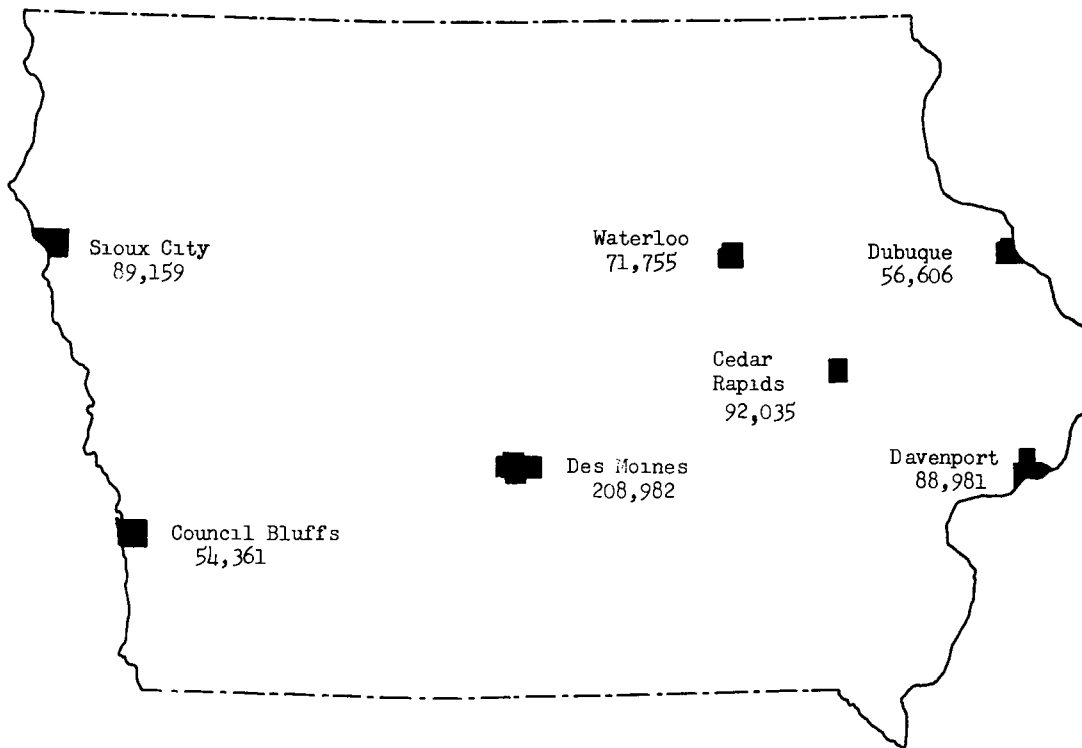 Sioux City
89,159
Waterloo
71,755
Dubuque
56,606
Cedar
Rapids
92,035
Des Moines
208,982
Davenport
88,981
Council Bluffs
54,361